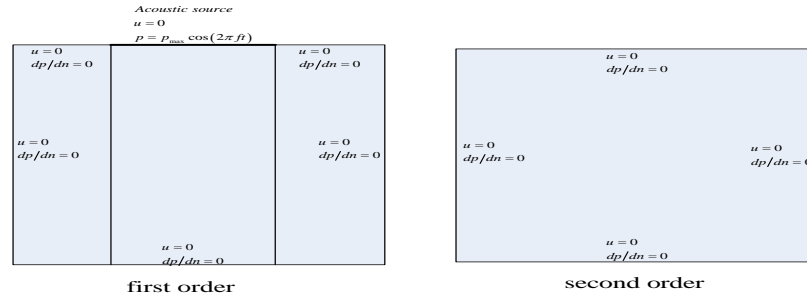 Acoustic source
u = 0
p = p_max cos(2πft)
u = 0
dp/dn = 0
u = 0
dp/dn = 0
u = 0
dp/dn = 0
u = 0
dp/dn = 0
u = 0
dp/dn = 0
first order
u = 0
dp/dn = 0
u = 0
dp/dn = 0
u = 0
dp/dn = 0
u = 0
dp/dn = 0
second order